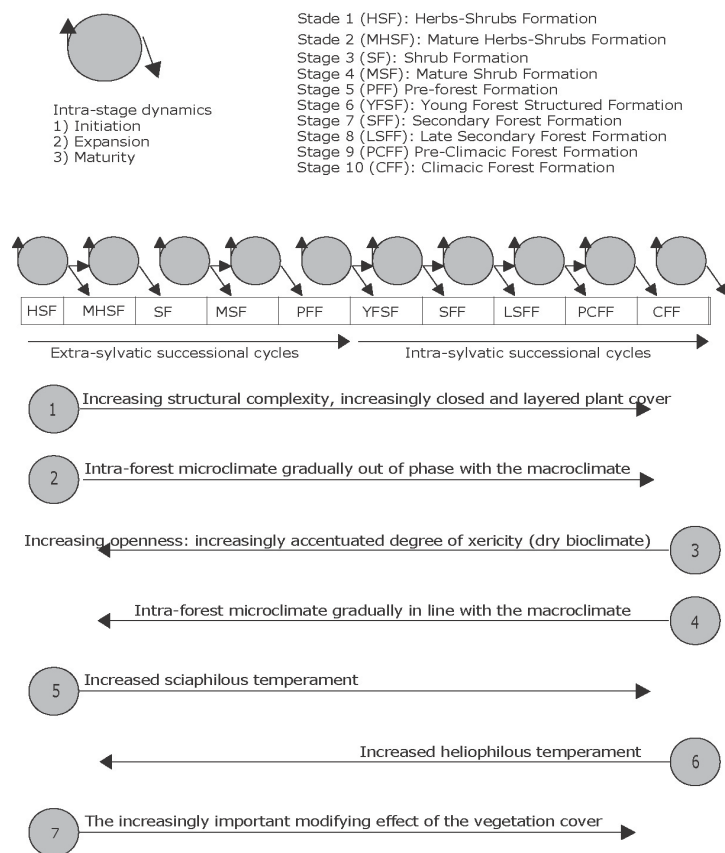 Stade 1 (HSF): Herbs-Shrubs Formation
Stade 2 (MHSF): Mature Herbs-Shrubs Formation
Stage 3 (SF): Shrub Formation
Stage 4 (MSF): Mature Shrub Formation
Stage 5 (PFF) Pre-forest Formation
Stage 6 (YFSF): Young Forest Structured Formation
Stage 7 (SFF): Secondary Forest Formation
Stage 8 (LSFF): Late Secondary Forest Formation
Stage 9 (PCFF) Pre-Climacic Forest Formation
Stage 10 (CFF): Climacic Forest Formation
Intra-stage dynamics
1) Initiation
2) Expansion
3) Maturity
HSF MHSF SF MSF PFF YFSF SFF LSFF PCFF CFF
Extra-sylvatic successional cycles Intra-sylvatic successional cycles
1 Increasing structural complexity, increasingly closed and layered plant cover
2 Intra-forest microclimate gradually out of phase with the macroclimate
Increasing openness: increasingly accentuated degree of xericity (dry bioclimate) 3
Intra-forest microclimate gradually in line with the macroclimate 4
5 Increased sciaphilous temperament
Increased heliophilous temperament 6
7 The increasingly important modifying effect of the vegetation cover